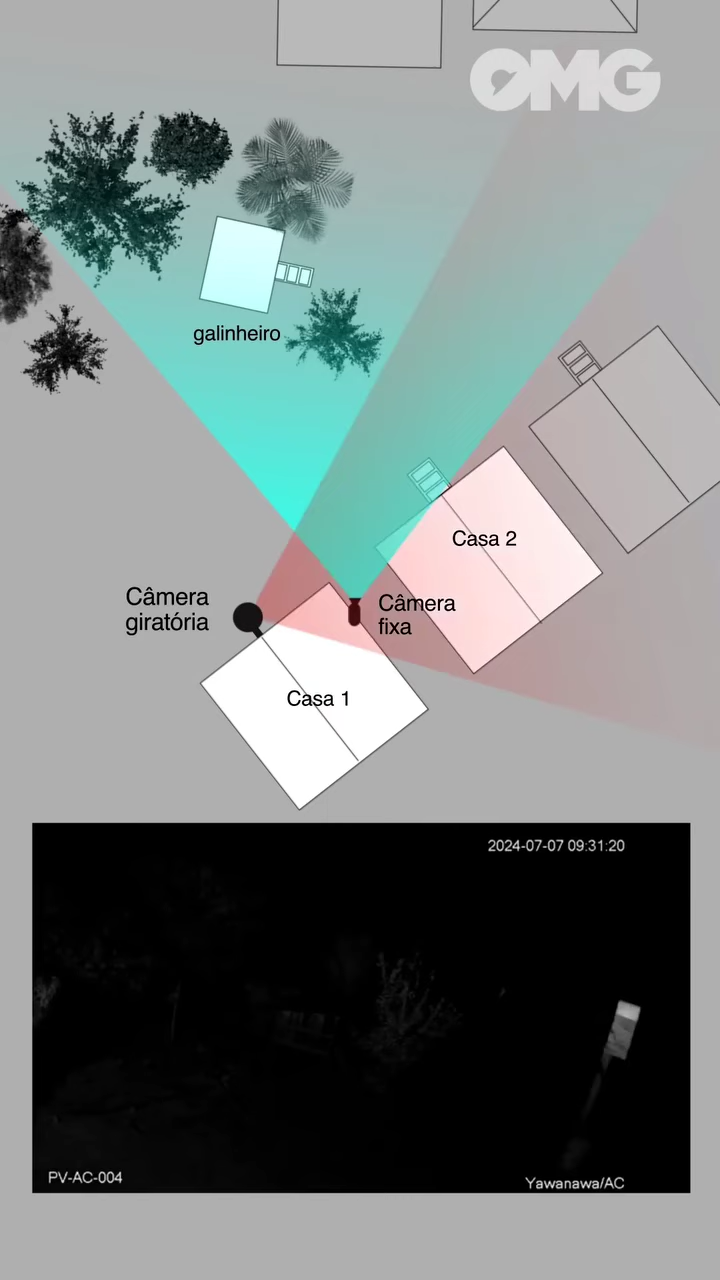 OMG
galinheiro
Casa 2
Câmera
giratória
Câmera
fixa
Casa 1
2024-07-07 09:31:20
PV-AC-004
Yawanawa/AC